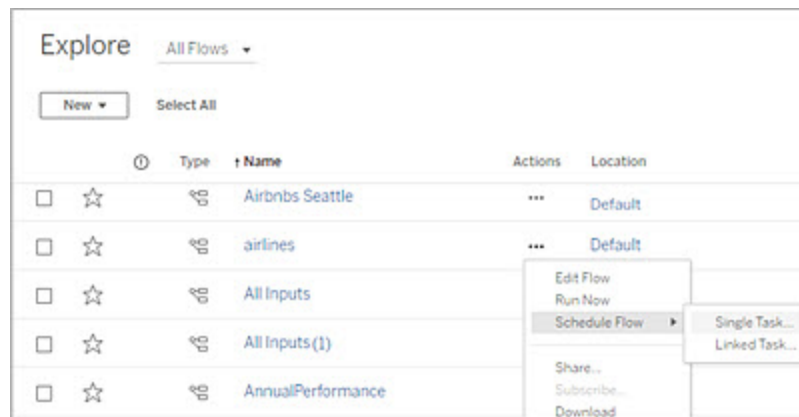 Explore All Flows
New Select All
Type ↑ Name Actions Location
Airbnbs Seattle ... Default
airlines ... Default
All Inputs
All Inputs (1)
AnnualPerformance
Edit Flow
Run Now
Schedule Flow
Single Task...
Linked Task...
Share...
Subscribe...
Download